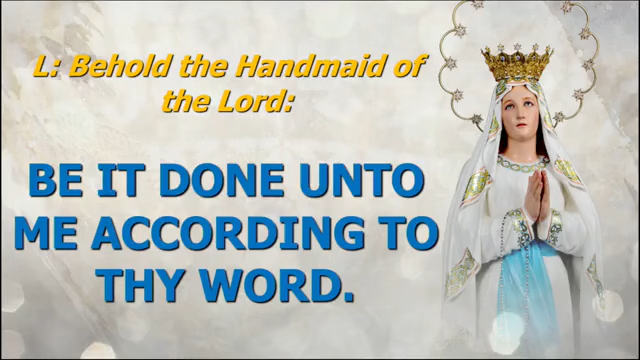 L: Behold the Handmaid of
the Lord:
BE IT DONE UNTO
ME ACCORDING TO
THY WORD.